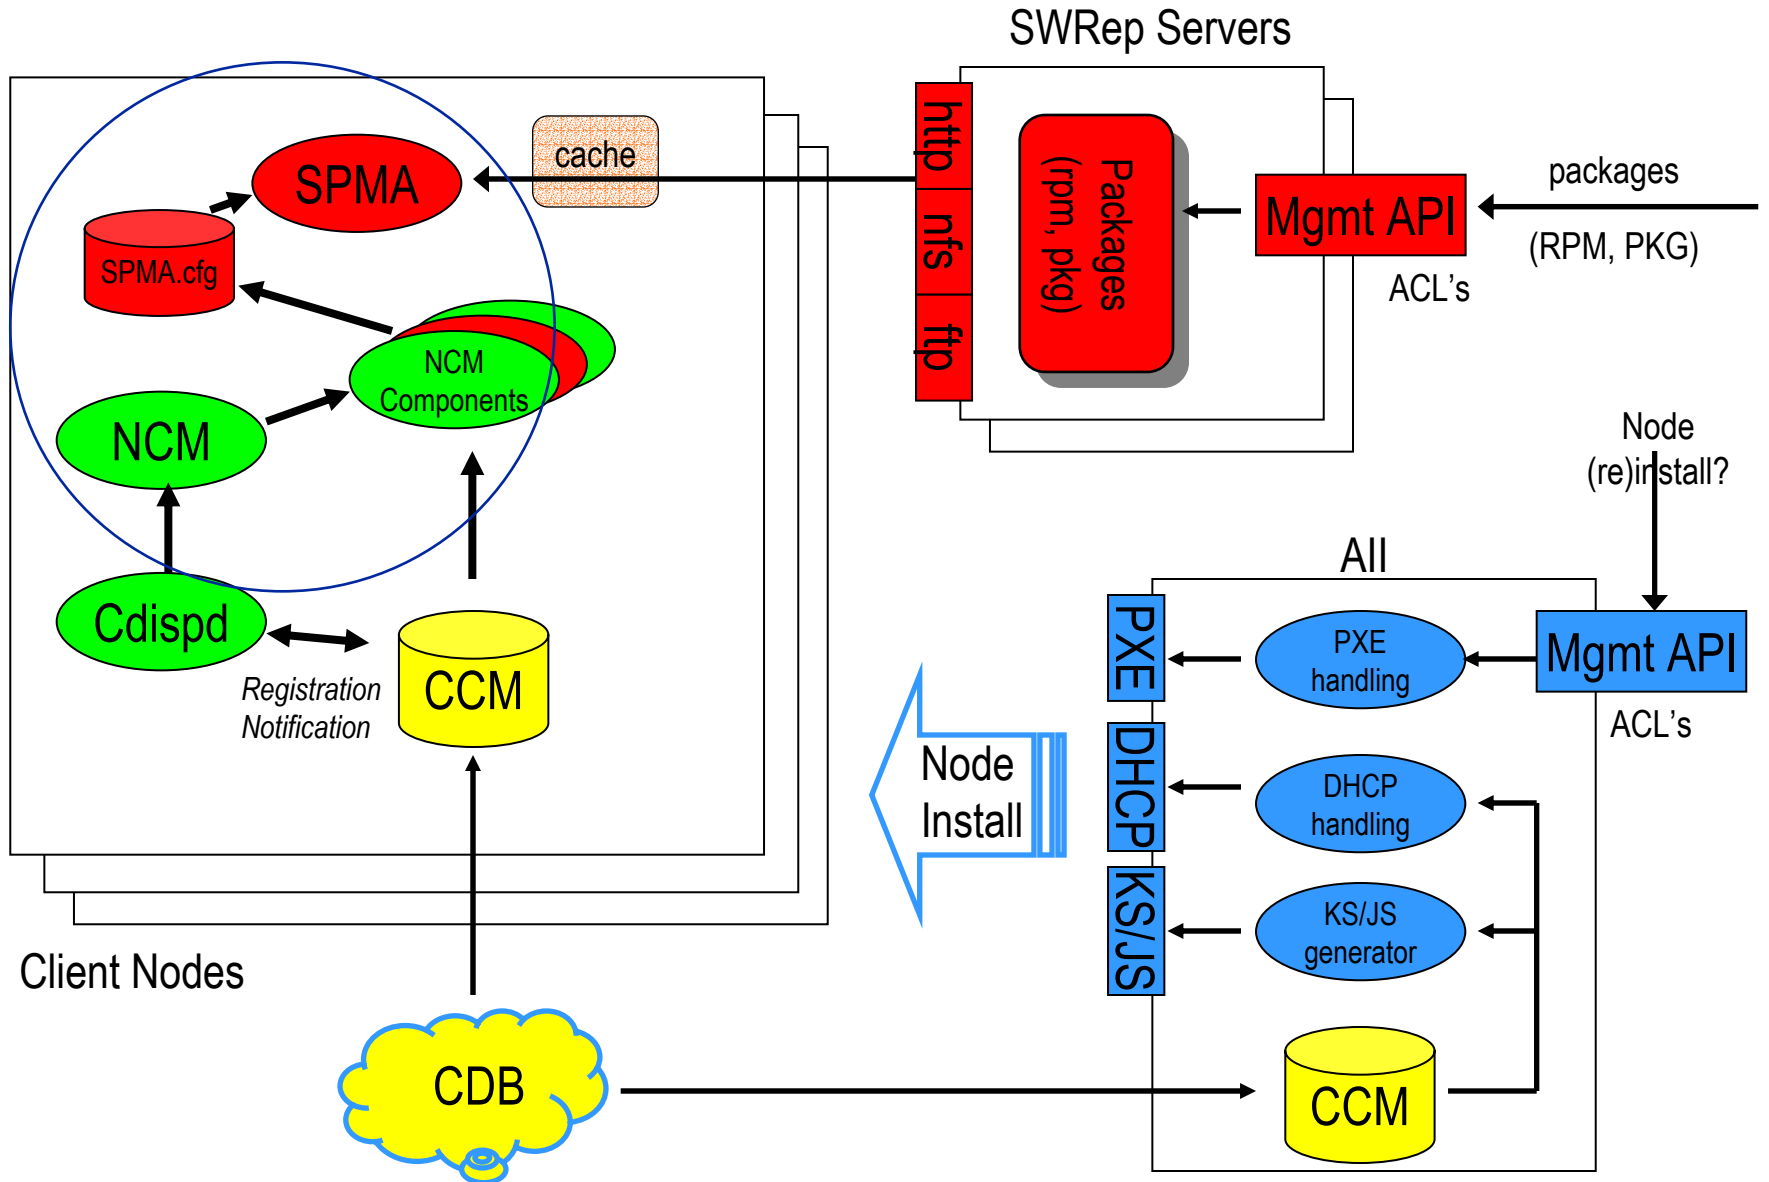 SWRep Servers
SPMA
cache
SPMA.cfg
NCM
Components
NCM
Cdispd
Registration
Notification
CCM
Client Nodes
CDB
http
nfs
ftp
Packages
(rpm, pkg)
Mgmt API
ACL's
packages
(RPM, PKG)
Node
(re)install?
AII
Mgmt API
ACL's
PXE
PXE
handling
DHCP
DHCP
handling
KS/JS
KS/JS
generator
CCM
Node
Install